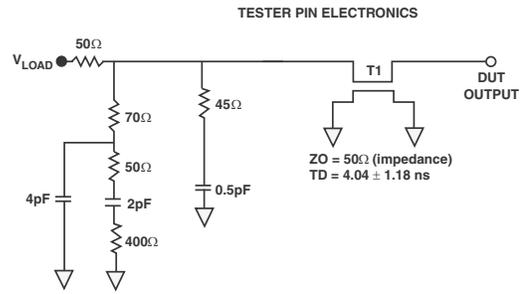 TESTER PIN ELECTRONICS
50Ω
VLOAD
T1
DUT
OUTPUT
70Ω
45Ω
50Ω
ZO = 50Ω (impedance)
TD = 4.04 ± 1.18 ns
4pF
2pF
0.5pF
400Ω